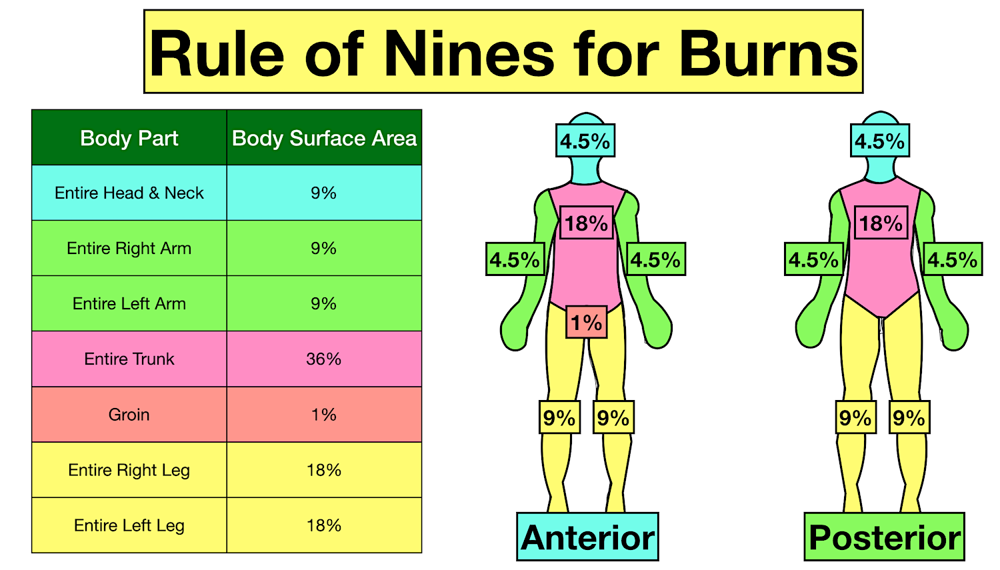 Rule of Nines for Burns
Body Part Body Surface Area
Entire Head & Neck 9%
Entire Right Arm 9%
Entire Left Arm 9%
Entire Trunk 36%
Groin 1%
Entire Right Leg 18%
Entire Left Leg 18%
4.5%
18%
4.5% 4.5%
1%
9% 9%
Anterior
4.5%
18%
4.5% 4.5%
9% 9%
Posterior